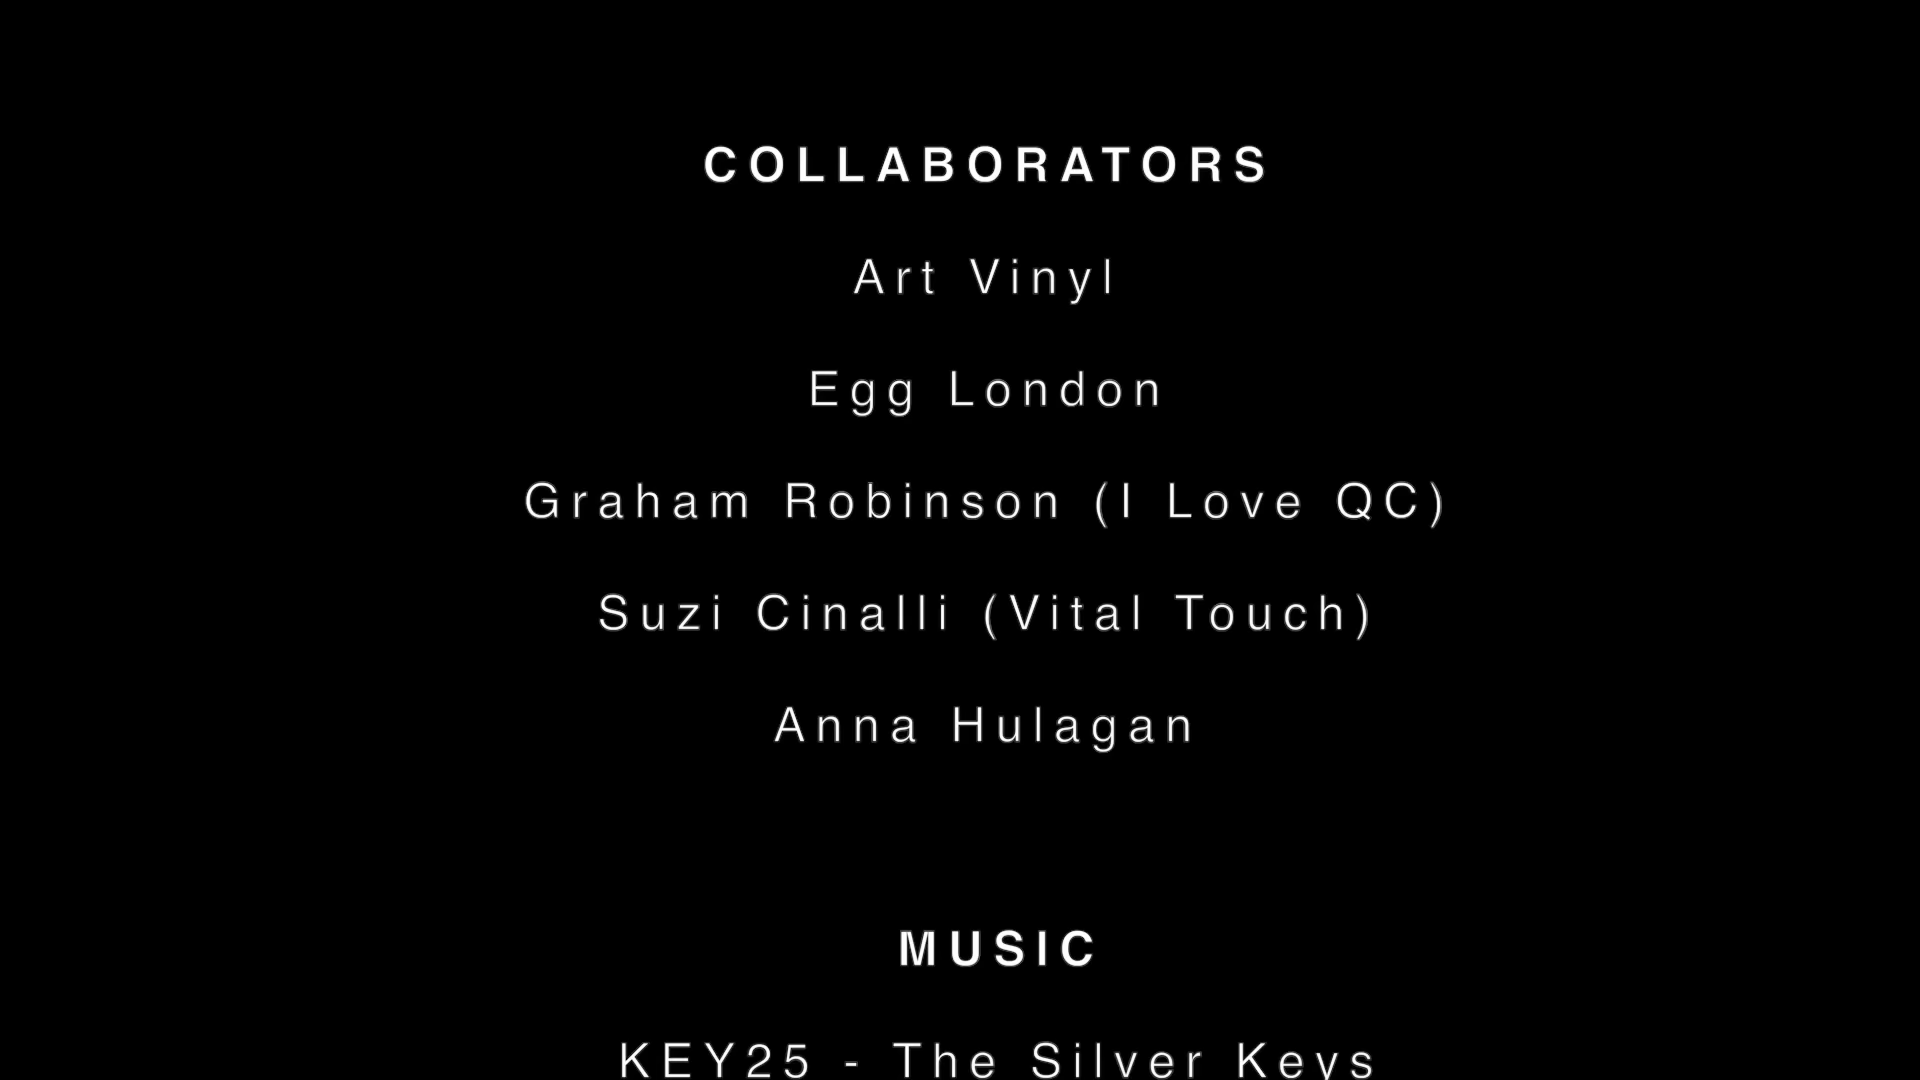 COLLABORATORS
Art Vinyl
Egg London
Graham Robinson (I Love QC)
Suzi Cinalli (Vital Touch)
Anna Hulagan
MUSIC
KEY25 - The Silver Keys